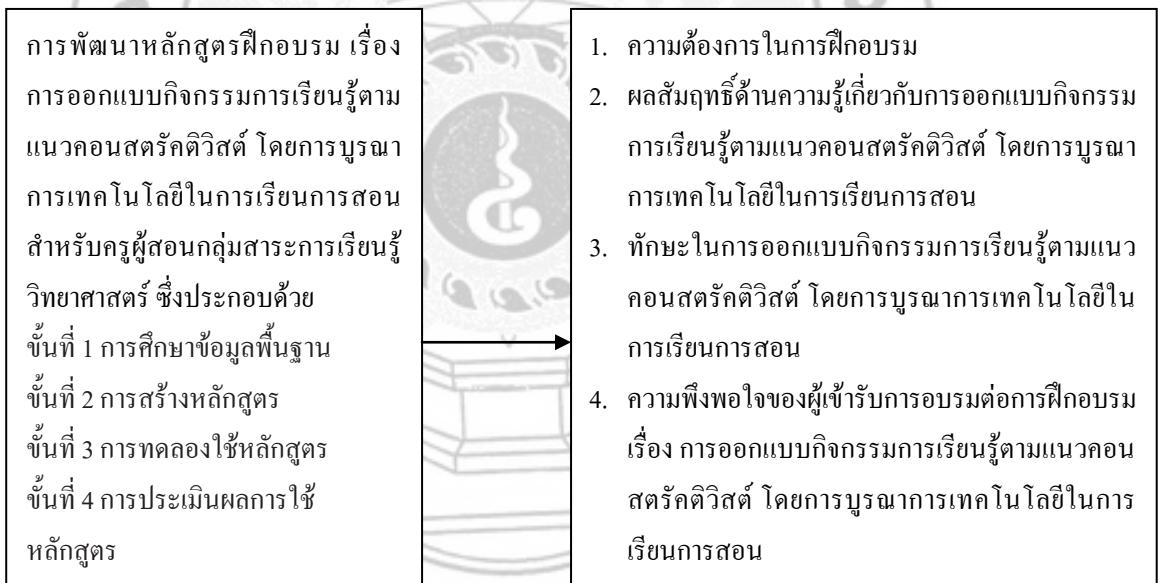 การพัฒนาหลักสูตรฝึกอบรม เรื่อง
การออกแบบกิจกรรมการเรียนรู้ตาม
แนวคอนสตรัคติวิสต์ โดยการบูรณา
การเทคโนโลยีในการเรียนการสอน
สำหรับครูผู้สอนกลุ่มสาระการเรียนรู้
วิทยาศาสตร์ ซึ่งประกอบด้วย
ขั้นที่ 1 การศึกษาข้อมูลพื้นฐาน
ขั้นที่ 2 การสร้างหลักสูตร
ขั้นที่ 3 การทดลองใช้หลักสูตร
ขั้นที่ 4 การประเมินผลการใช้
หลักสูตร
1. ความต้องการในการฝึกอบรม
2. ผลสัมฤทธิ์ด้านความรู้เกี่ยวกับการออกแบบกิจกรรม
การเรียนรู้ตามแนวคอนสตรัคติวิสต์ โดยการบูรณา
การเทคโนโลยีในการเรียนการสอน
3. ทักษะในการออกแบบกิจกรรมการเรียนรู้ตามแนว
คอนสตรัคติวิสต์ โดยการบูรณาการเทคโนโลยีใน
การเรียนการสอน
4. ความพึงพอใจของผู้เข้ารับการอบรมต่อการฝึกอบรม
เรื่อง การออกแบบกิจกรรมการเรียนรู้ตามแนวคอน
สตรัคติวิสต์ โดยการบูรณาการเทคโนโลยีในการ
เรียนการสอน